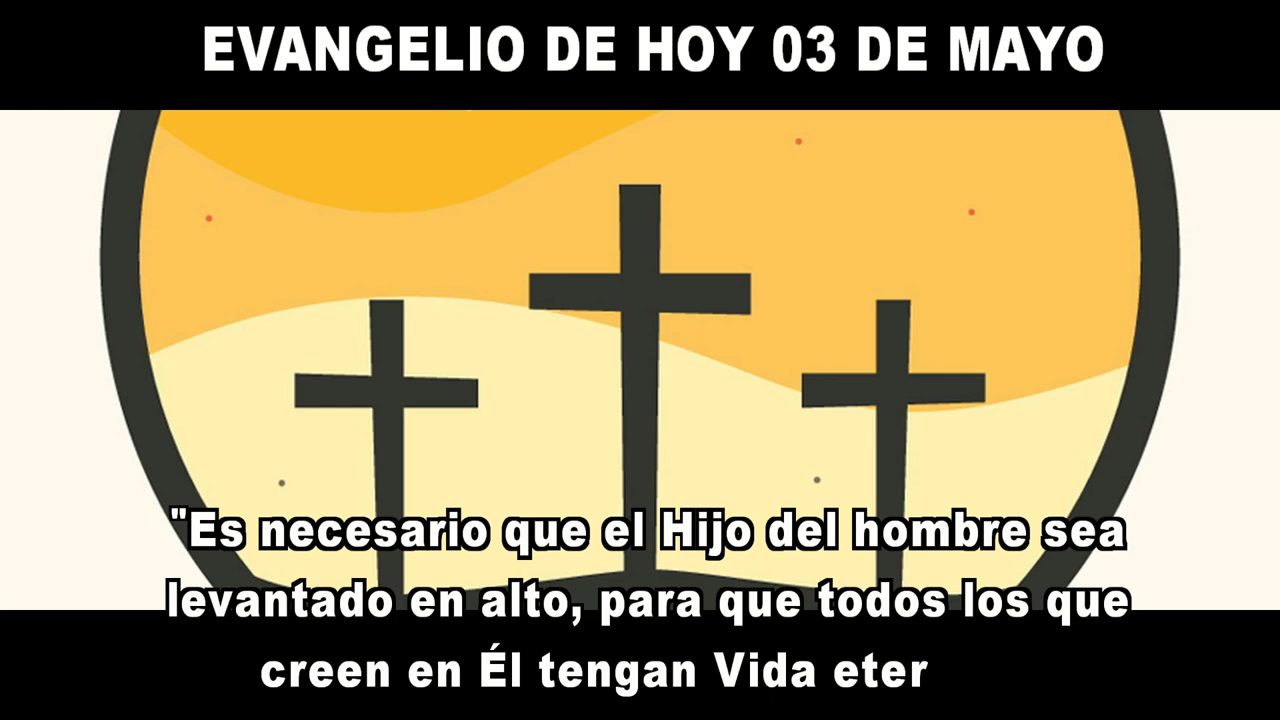 EVANGELIO DE HOY 03 DE MAYO
"Es necesario que el Hijo del hombre sea
levantado en alto, para que todos los que
creen en Él tengan Vida eter